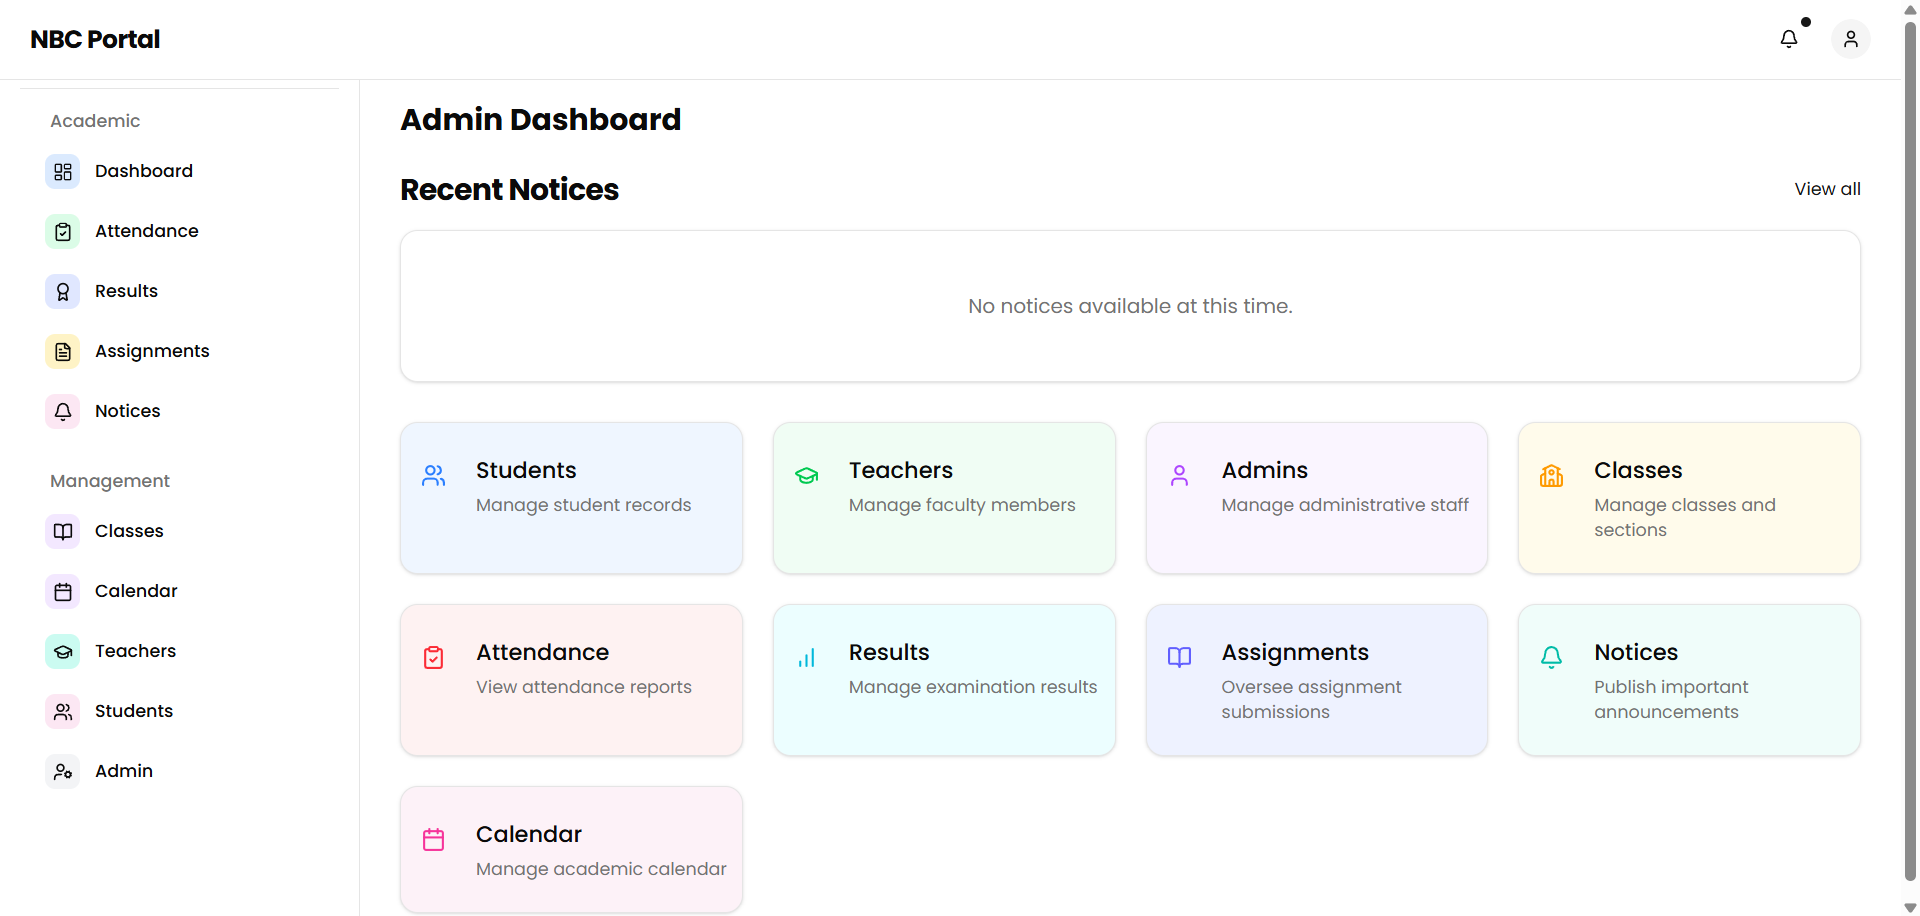 NBC Portal
Academic
Dashboard
Attendance
Results
Assignments
Notices
Management
Classes
Calendar
Teachers
Students
Admin
Admin Dashboard
Recent Notices
View all
No notices available at this time.
Students
Manage student records
Teachers
Manage faculty members
Admins
Manage administrative staff
Classes
Manage classes and
sections
Attendance
View attendance reports
Results
Manage examination results
Assignments
Oversee assignment
submissions
Notices
Publish important
announcements
Calendar
Manage academic calendar